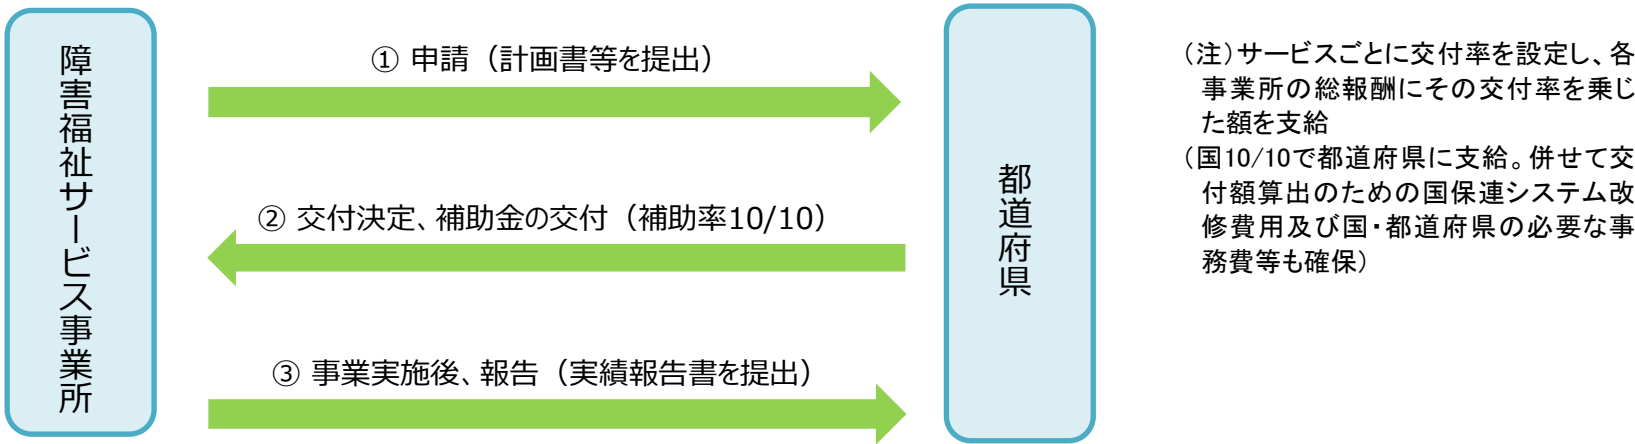 障害福祉サービス事業所
① 申請（計画書等を提出）
② 交付決定、補助金の交付（補助率10/10）
③ 事業実施後、報告（実績報告書を提出）
都道府県
（注）サービスごとに交付率を設定し、各
事業所の総報酬にその交付率を乗じ
た額を支給
（国10/10で都道府県に支給。併せて交
付額算出のための国保連システム改
修費用及び国・都道府県の必要な事
務費等も確保）